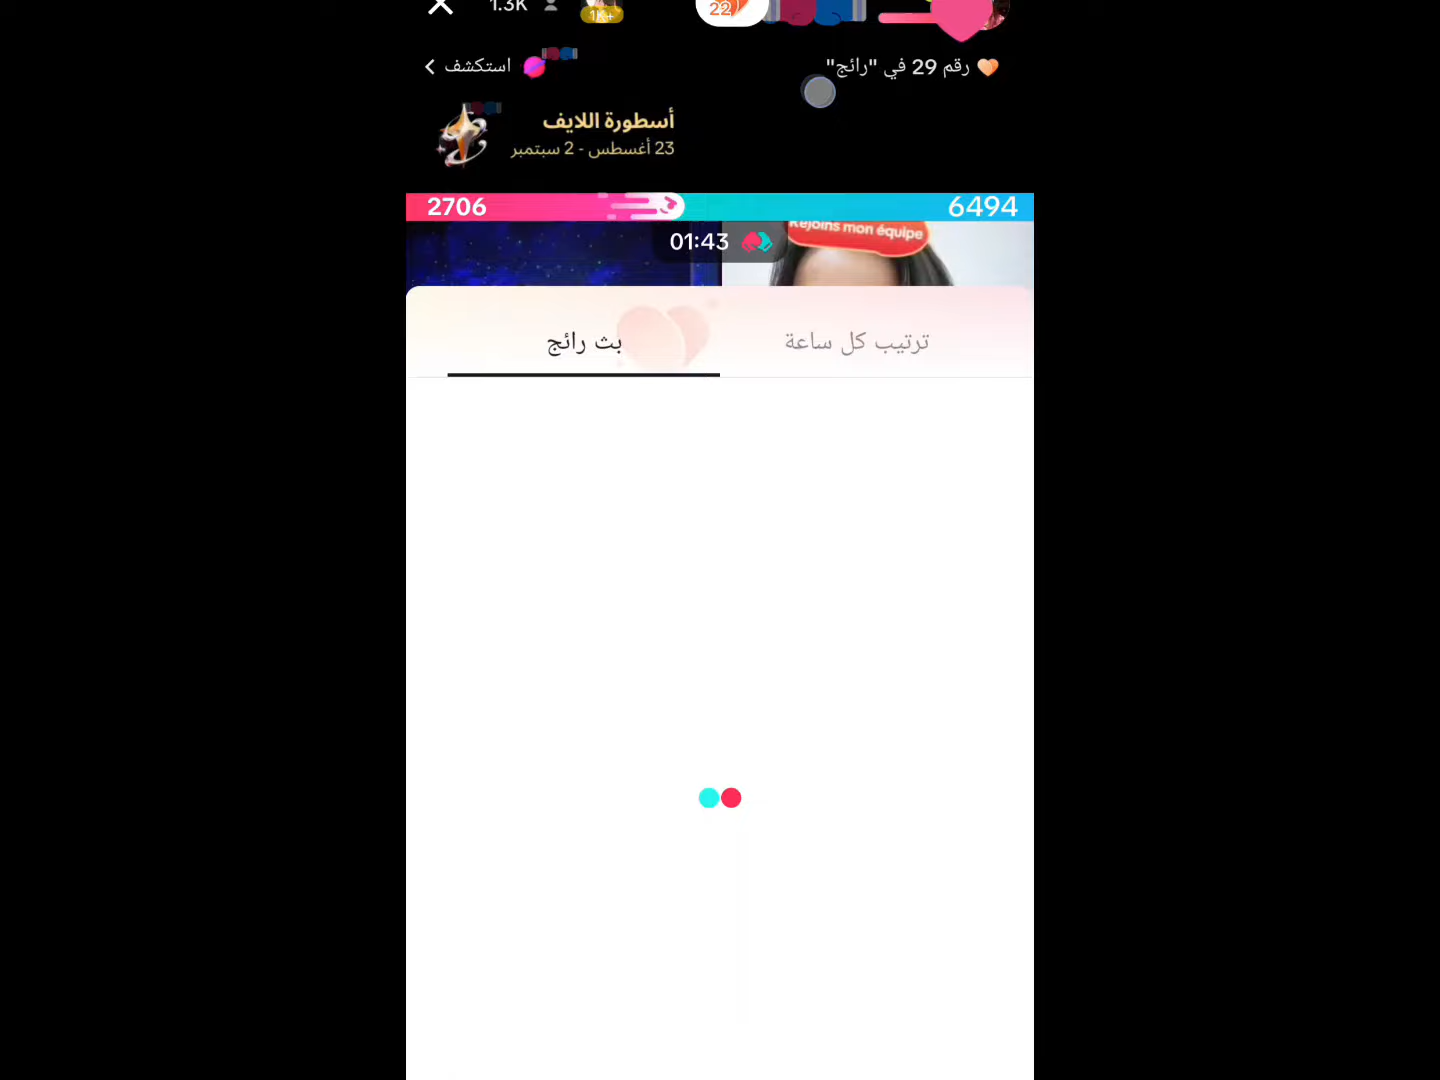 1.3K
1K+
22
رقم 29 في "رائج"
استكشف
أسطورة اللايف
23 أغسطس - 2 سبتمبر
2706
6494
01:43
Rejoins mon équipe
ترتيب كل ساعة
بث رائج